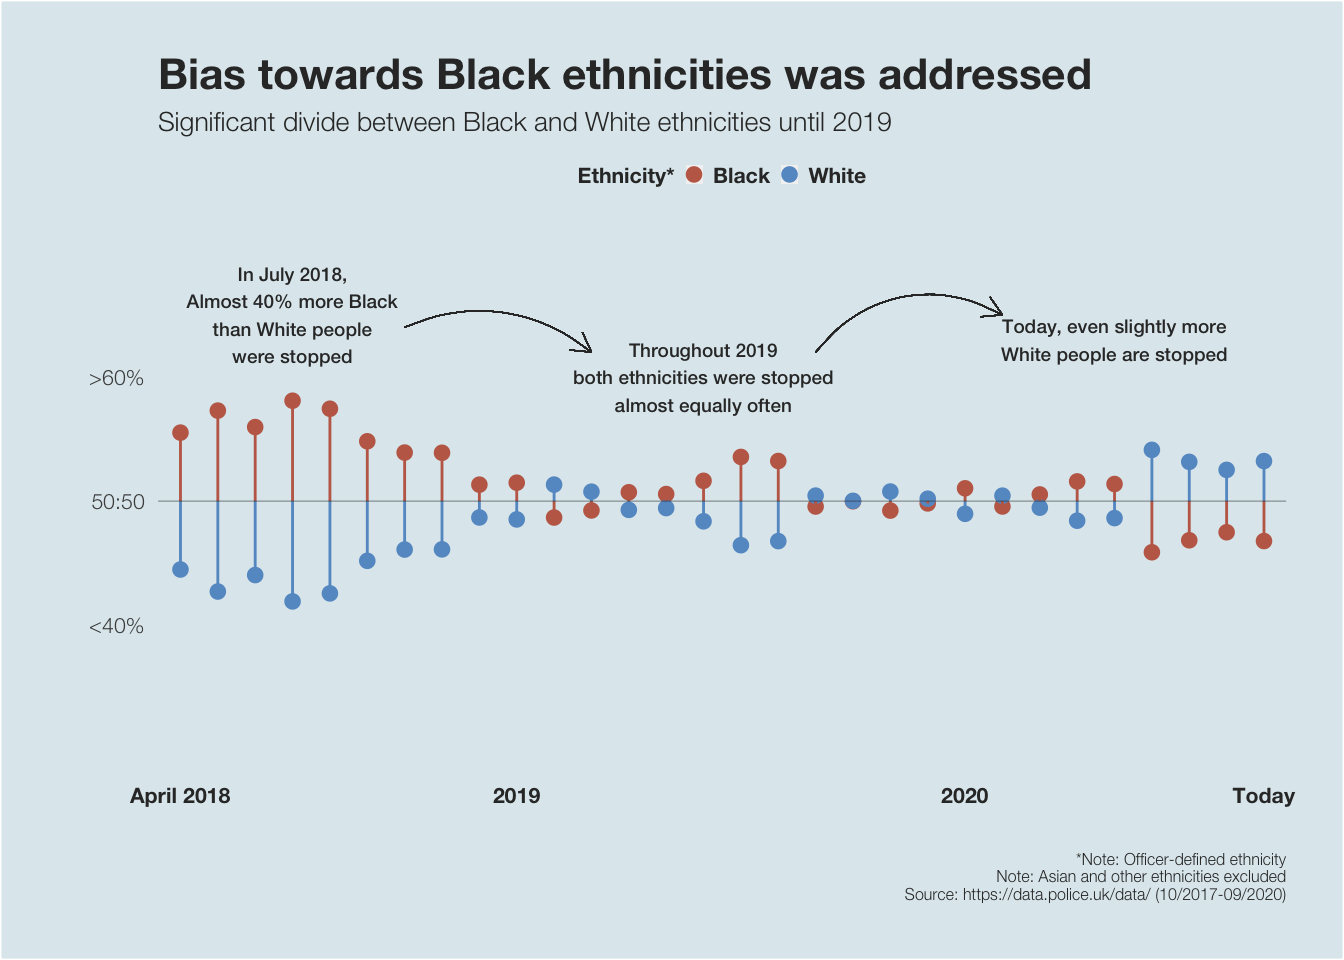 Bias towards Black ethnicities was addressed
Significant divide between Black and White ethnicities until 2019
Ethnicity* Black White
In July 2018,
Almost 40% more Black
than White people
were stopped
Throughout 2019
both ethnicities were stopped
almost equally often
Today, even slightly more
White people are stopped
>60%
50:50
<40%
April 2018 2019 2020 Today
*Note: Officer-defined ethnicity
Note: Asian and other ethnicities excluded
Source: https://data.police.uk/data/ (10/2017-09/2020)